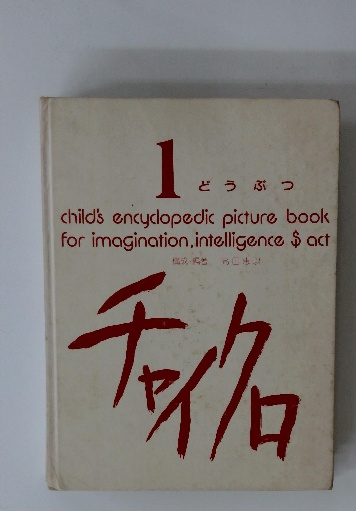 1 どうぶつ
child's encyclopedic picture book
for imagination, intelligence $ act
チャイクロ